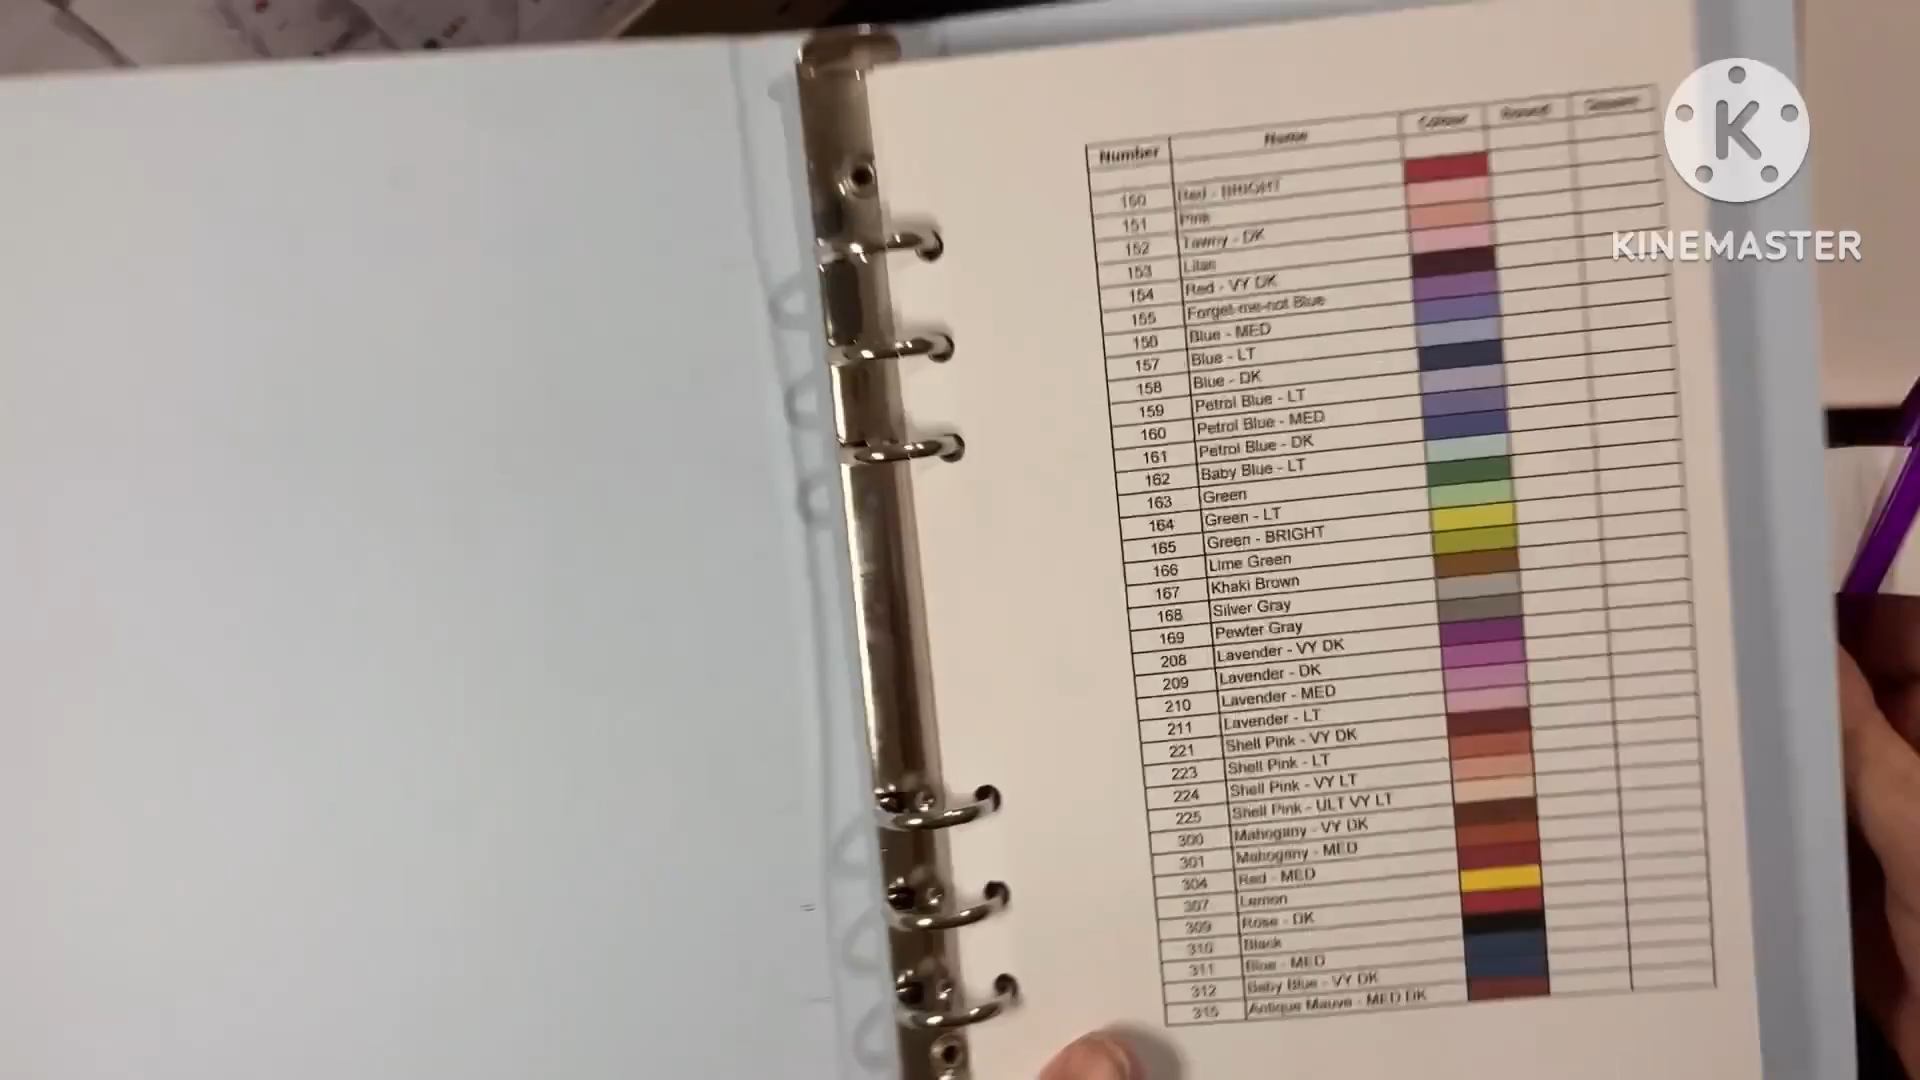 Number Name Colour Round Square
150 Red - BRIGHT
151 Pink
152 Tawny - DK
153 Lilac
154 Red - VY DK
155 Forget-me-not Blue
156 Blue - MED
157 Blue - LT
158 Blue - DK
159 Petrol Blue - LT
160 Petrol Blue - MED
161 Petrol Blue - DK
162 Baby Blue - LT
163 Green
164 Green - LT
165 Green - BRIGHT
166 Lime Green
167 Khaki Brown
168 Silver Gray
169 Pewter Gray
208 Lavender - VY DK
209 Lavender - DK
210 Lavender - MED
211 Lavender - LT
221 Shell Pink - VY DK
223 Shell Pink - LT
224 Shell Pink - VY LT
225 Shell Pink - ULT VY LT
300 Mahogany - VY DK
301 Mahogany - MED
304 Red - MED
307 Lemon
309 Rose - DK
310 Black
311 Blue - MED
312 Baby Blue - VY DK
315 Antique Mauve - MED DK
K
KINEMASTER